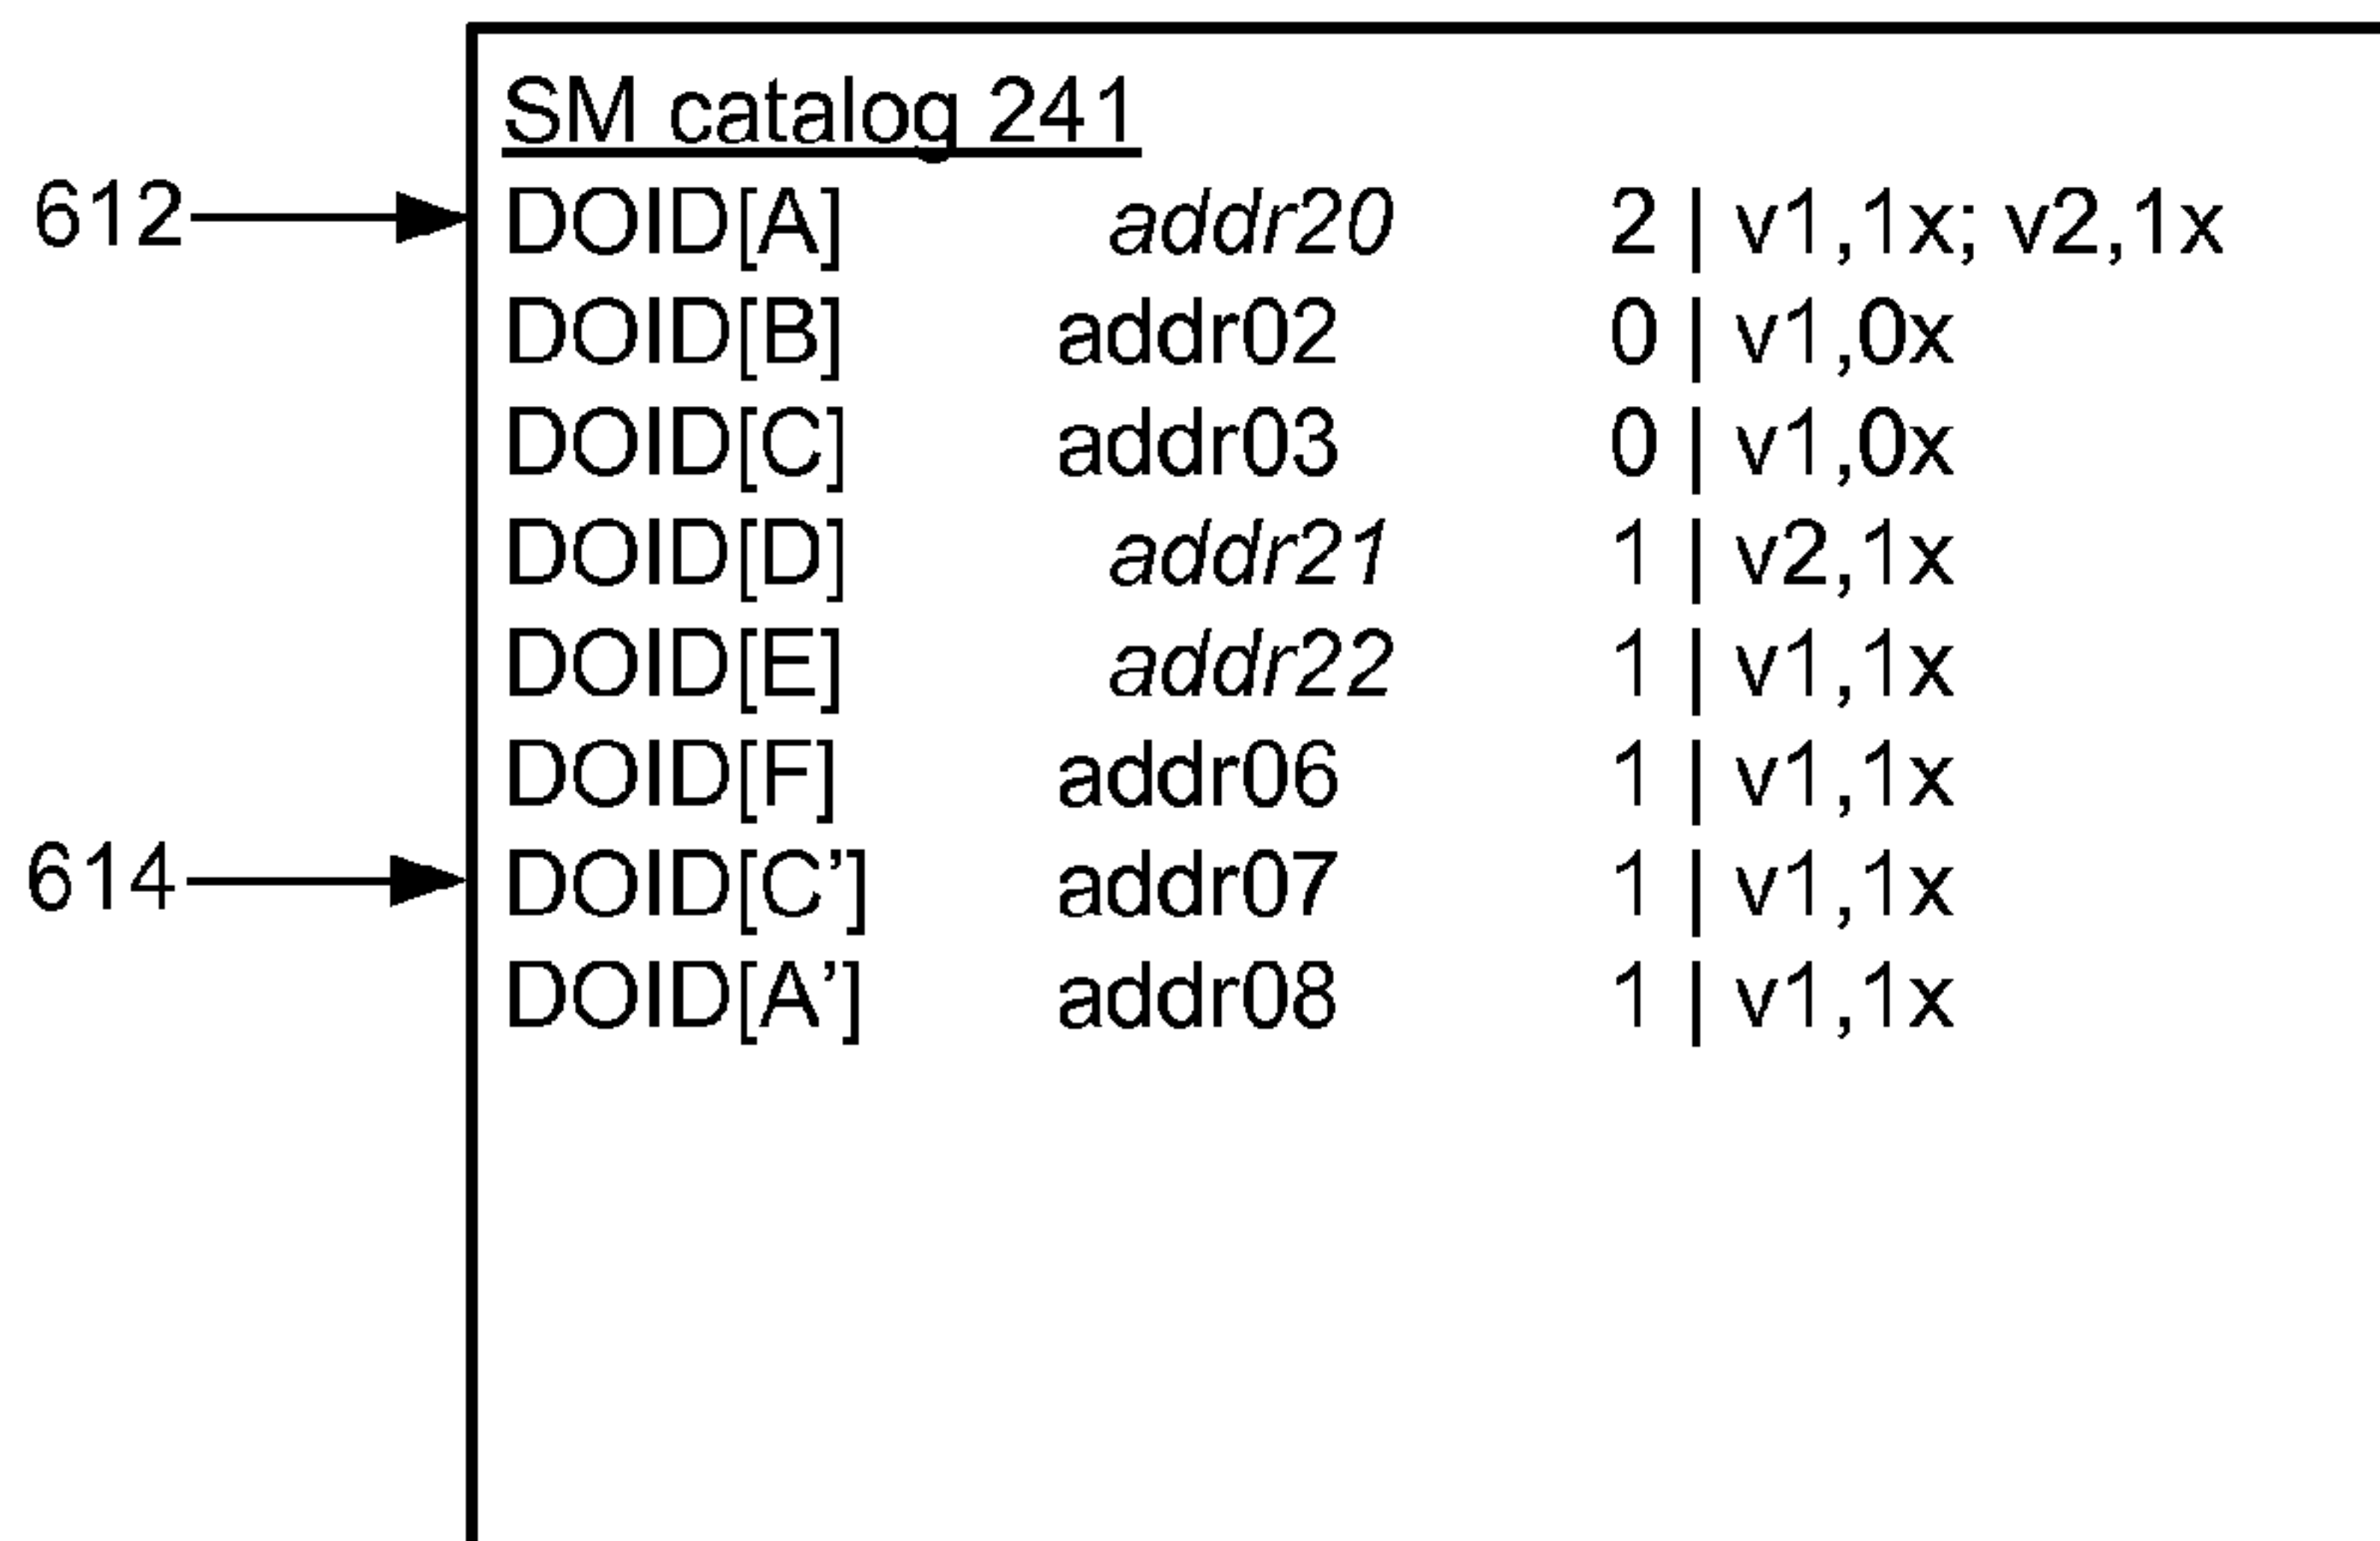 SM catalog 241
612 DOID[A] addr20 2 | v1,1x; v2,1x
DOID[B] addr02 0 | v1,0x
DOID[C] addr03 0 | v1,0x
DOID[D] addr21 1 | v2,1x
DOID[E] addr22 1 | v1,1x
DOID[F] addr06 1 | v1,1x
614 DOID[C’] addr07 1 | v1,1x
DOID[A’] addr08 1 | v1,1x